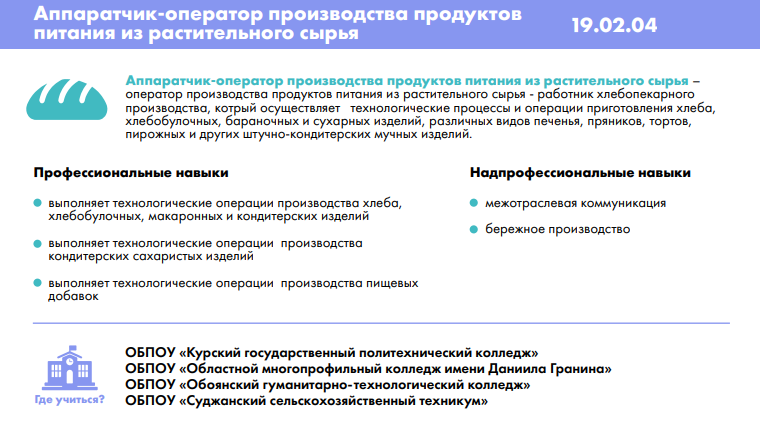 Аппаратчик-оператор производства продуктов
питания из растительного сырья
19.02.04
Аппаратчик-оператор производства продуктов питания из растительного сырья –
оператор производства продуктов питания из растительного сырья - работник хлебопекарного
производства, котрый осуществляет технологические процессы и операции приготовления хлеба,
хлебобулочных, бараночных и сухарных изделий, различных видов печенья, пряников, тортов,
пирожных и других штучно-кондитерских мучных изделий.
Профессиональные навыки
выполняет технологические операции производства хлеба,
хлебобулочных, макаронных и кондитерских изделий
выполняет технологические операции производства
кондитерских сахаристых изделий
выполняет технологические операции производства пищевых
добавок
Надпрофессиональные навыки
межотраслевая коммуникация
бережное производство
Где учиться?
ОБПОУ «Курский государственный политехнический колледж»
ОБПОУ «Областной многопрофильный колледж имени Даниила Гранина»
ОБПОУ «Обоянский гуманитарно-технологический колледж»
ОБПОУ «Суджанский сельскохозяйственный техникум»